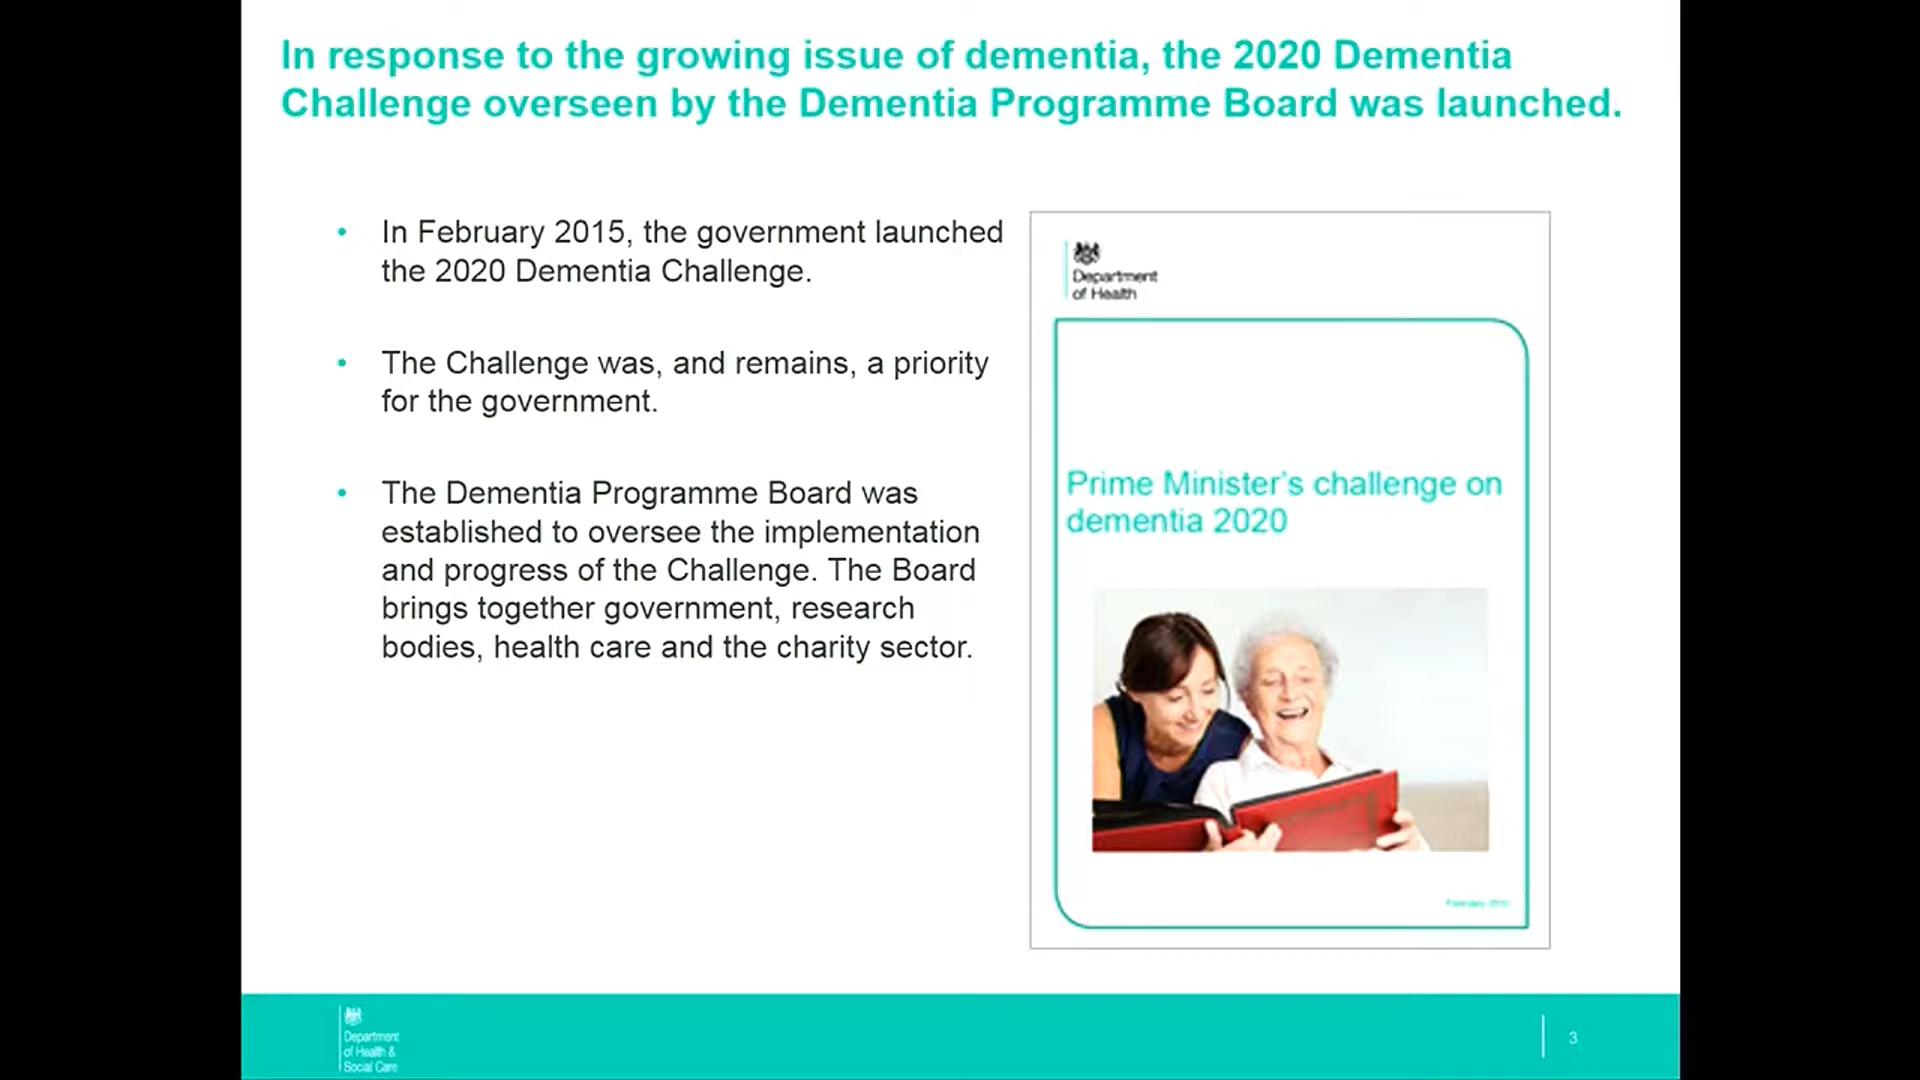 In response to the growing issue of dementia, the 2020 Dementia
Challenge overseen by the Dementia Programme Board was launched.
• In February 2015, the government launched
the 2020 Dementia Challenge.
• The Challenge was, and remains, a priority
for the government.
• The Dementia Programme Board was
established to oversee the implementation
and progress of the Challenge. The Board
brings together government, research
bodies, health care and the charity sector.
Department
of Health
Prime Minister's challenge on
dementia 2020
Department
of Health &
Social Care
3